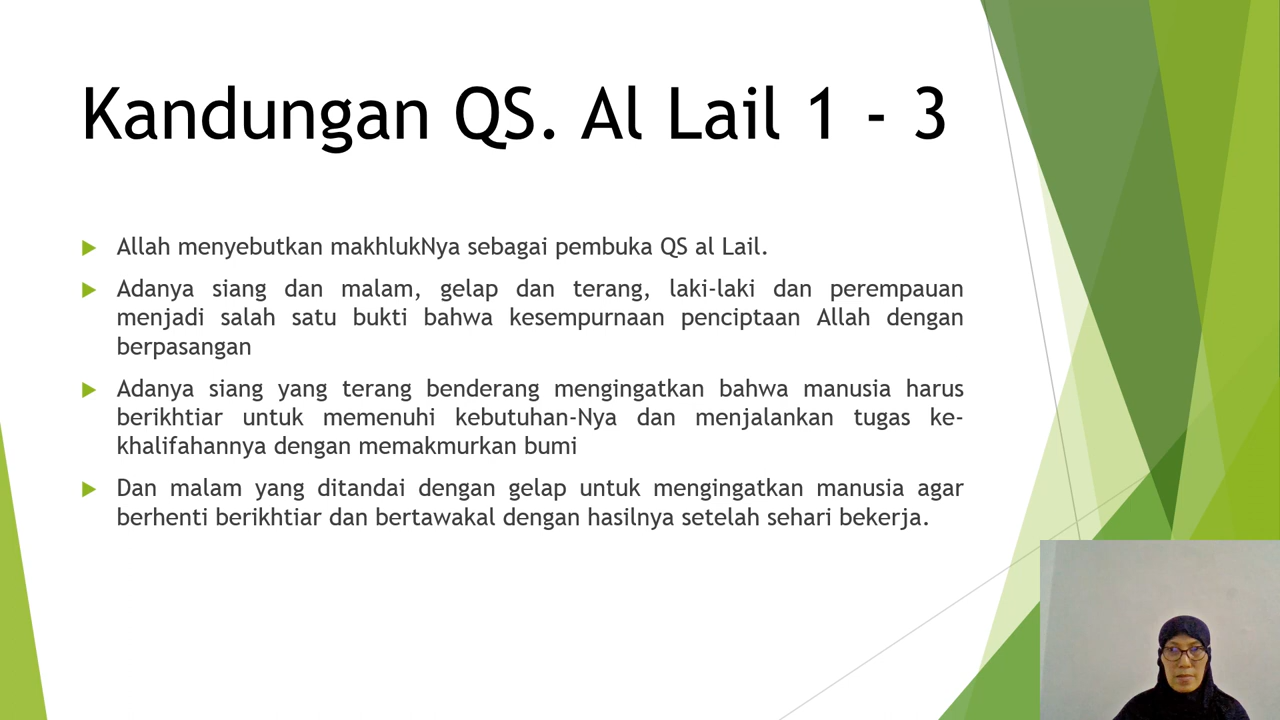 Kandungan QS. Al Lail 1 - 3
Allah menyebutkan makhlukNya sebagai pembuka QS al Lail.
Adanya siang dan malam, gelap dan terang, laki-laki dan perempauan
menjadi salah satu bukti bahwa kesempurnaan penciptaan Allah dengan
berpasangan
Adanya siang yang terang benderang mengingatkan bahwa manusia harus
berikhtiar untuk memenuhi kebutuhan-Nya dan menjalankan tugas ke-
khalifahannya dengan memakmurkan bumi
Dan malam yang ditandai dengan gelap untuk mengingatkan manusia agar
berhenti berikhtiar dan bertawakal dengan hasilnya setelah sehari bekerja.